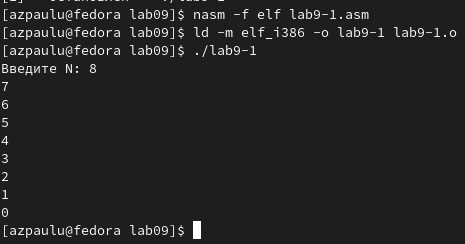 [azpaulu@fedora lab09]$ nasm -f elf lab9-1.asm
[azpaulu@fedora lab09]$ ld -m elf_i386 -o lab9-1 lab9-1.o
[azpaulu@fedora lab09]$ ./lab9-1
Введите N: 8
7
6
5
4
3
2
1
0
[azpaulu@fedora lab09]$